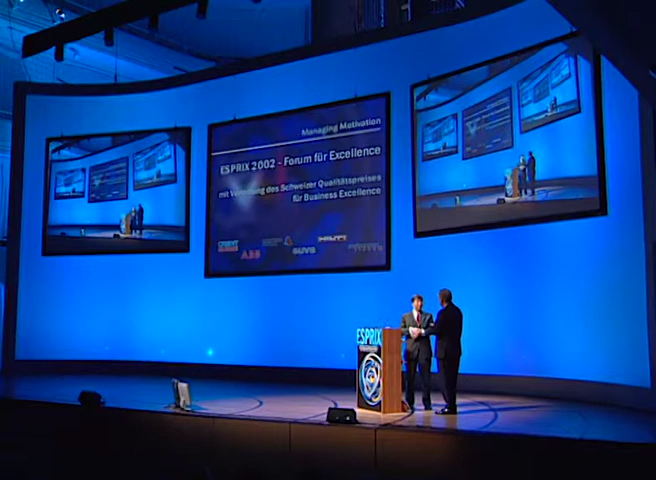 Managing Motivation
ESPRIX 2002 - Forum für Excellence
mit Verleihung des Schweizer Qualitätspreises
für Business Excellence
ABB
suva
ESPRIX